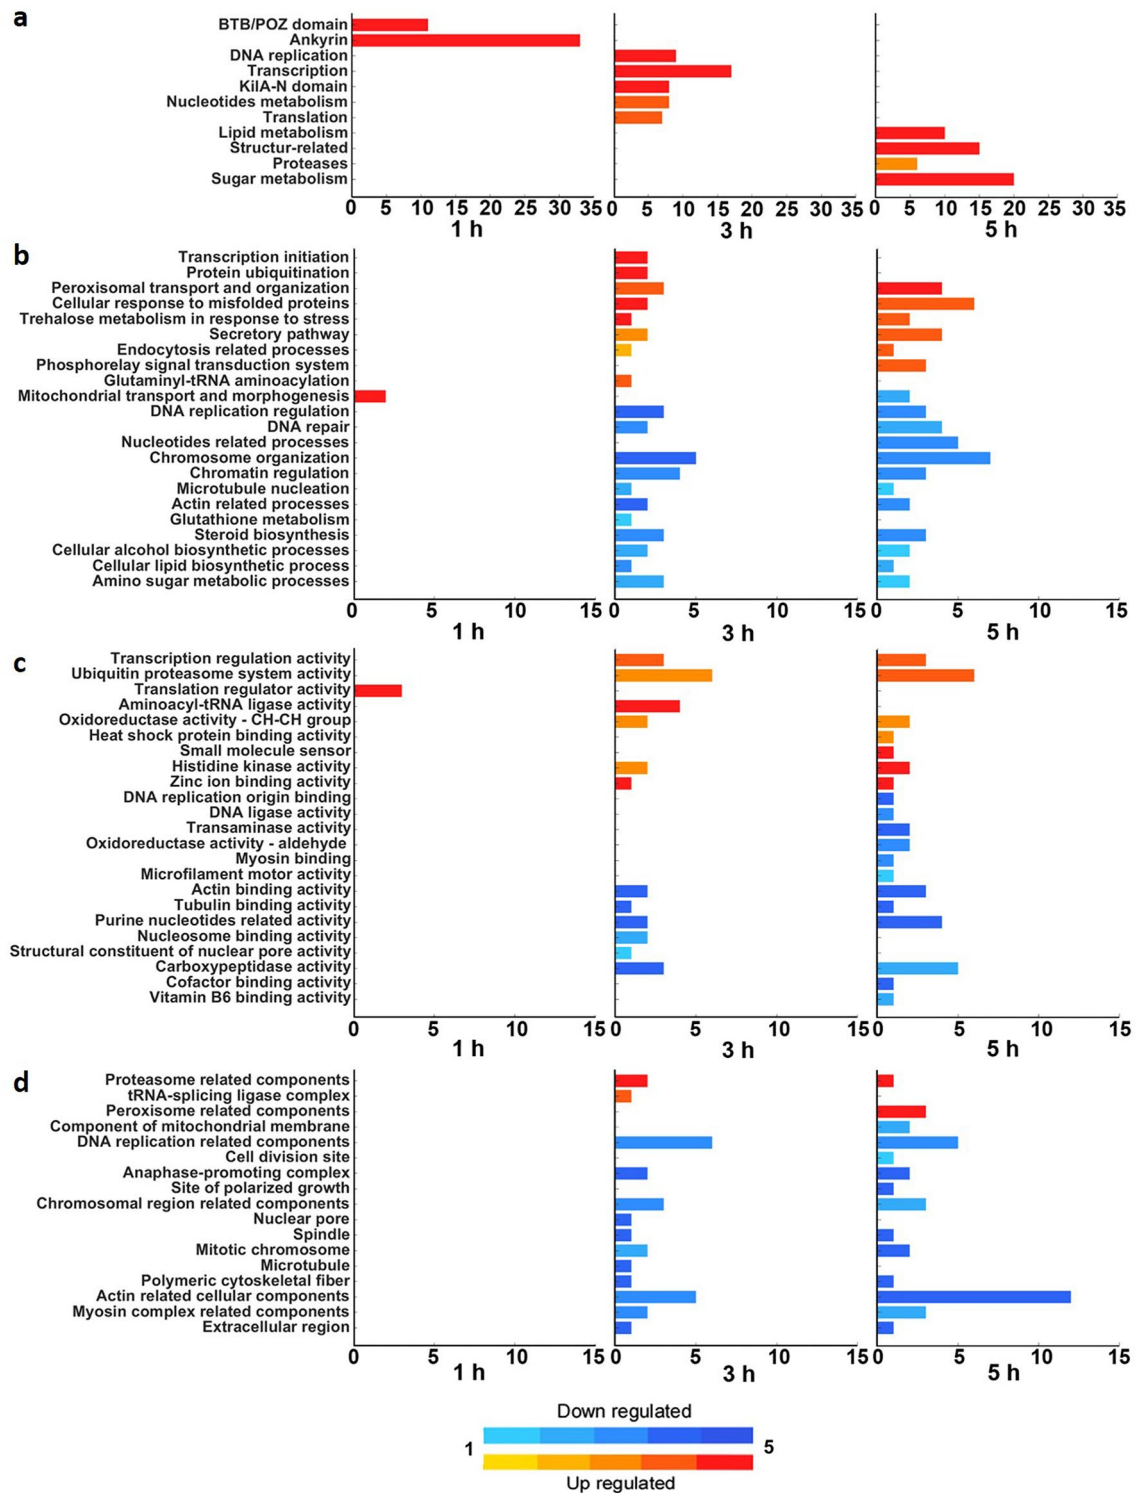 a
BTB/POZ domain
Ankyrin
DNA replication
Transcription
KilA-N domain
Nucleotides metabolism
Translation
Lipid metabolism
Structur-related
Proteases
Sugar metabolism
0 5 10 15 20 25 30 35
1 h
0 5 10 15 20 25 30 35
3 h
0 5 10 15 20 25 30 35
5 h
b
Transcription initiation
Protein ubiquitination
Peroxisomal transport and organization
Cellular response to misfolded proteins
Trehalose metabolism in response to stress
Secretory pathway
Endocytosis related processes
Phosphorelay signal transduction system
Glutaminyl-tRNA aminoacylation
Mitochondrial transport and morphogenesis
DNA replication regulation
DNA repair
Nucleotides related processes
Chromosome organization
Chromatin regulation
Microtubule nucleation
Actin related processes
Glutathione metabolism
Steroid biosynthesis
Cellular alcohol biosynthetic processes
Cellular lipid biosynthetic process
Amino sugar metabolic processes
0 5 10 15
1 h
0 5 10 15
3 h
0 5 10 15
5 h
c
Transcription regulation activity
Ubiquitin proteasome system activity
Translation regulator activity
Aminoacyl-tRNA ligase activity
Oxidoreductase activity - CH-CH group
Heat shock protein binding activity
Small molecule sensor
Histidine kinase activity
Zinc ion binding activity
DNA replication origin binding
DNA ligase activity
Transaminase activity
Oxidoreductase activity - aldehyde
Myosin binding
Microfilament motor activity
Actin binding activity
Tubulin binding activity
Purine nucleotides related activity
Nucleosome binding activity
Structural constituent of nuclear pore activity
Carboxypeptidase activity
Cofactor binding activity
Vitamin B6 binding activity
0 5 10 15
1 h
0 5 10 15
3 h
0 5 10 15
5 h
d
Proteasome related components
tRNA-splicing ligase complex
Peroxisome related components
Component of mitochondrial membrane
DNA replication related components
Cell division site
Anaphase-promoting complex
Site of polarized growth
Chromosomal region related components
Nuclear pore
Spindle
Mitotic chromosome
Microtubule
Polymeric cytoskeletal fiber
Actin related cellular components
Myosin complex related components
Extracellular region
0 5 10 15
1 h
0 5 10 15
3 h
0 5 10 15
5 h
Down regulated
1 5
Up regulated